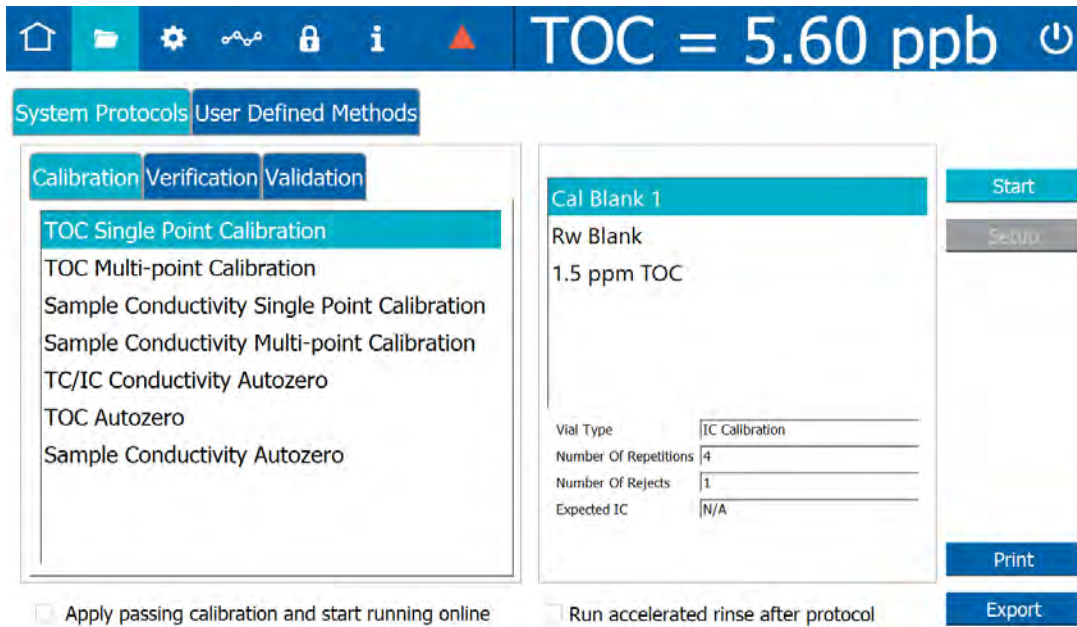 TOC = 5.60 ppb
System Protocols User Defined Methods
Calibration Verification Validation
TOC Single Point Calibration
TOC Multi-point Calibration
Sample Conductivity Single Point Calibration
Sample Conductivity Multi-point Calibration
TC/IC Conductivity Autozero
TOC Autozero
Sample Conductivity Autozero
Cal Blank 1
Rw Blank
1.5 ppm TOC
Vial Type IC Calibration
Number Of Repetitions 4
Number Of Rejects 1
Expected IC N/A
Start
Setup
Print
Export
Apply passing calibration and start running online
Run accelerated rinse after protocol